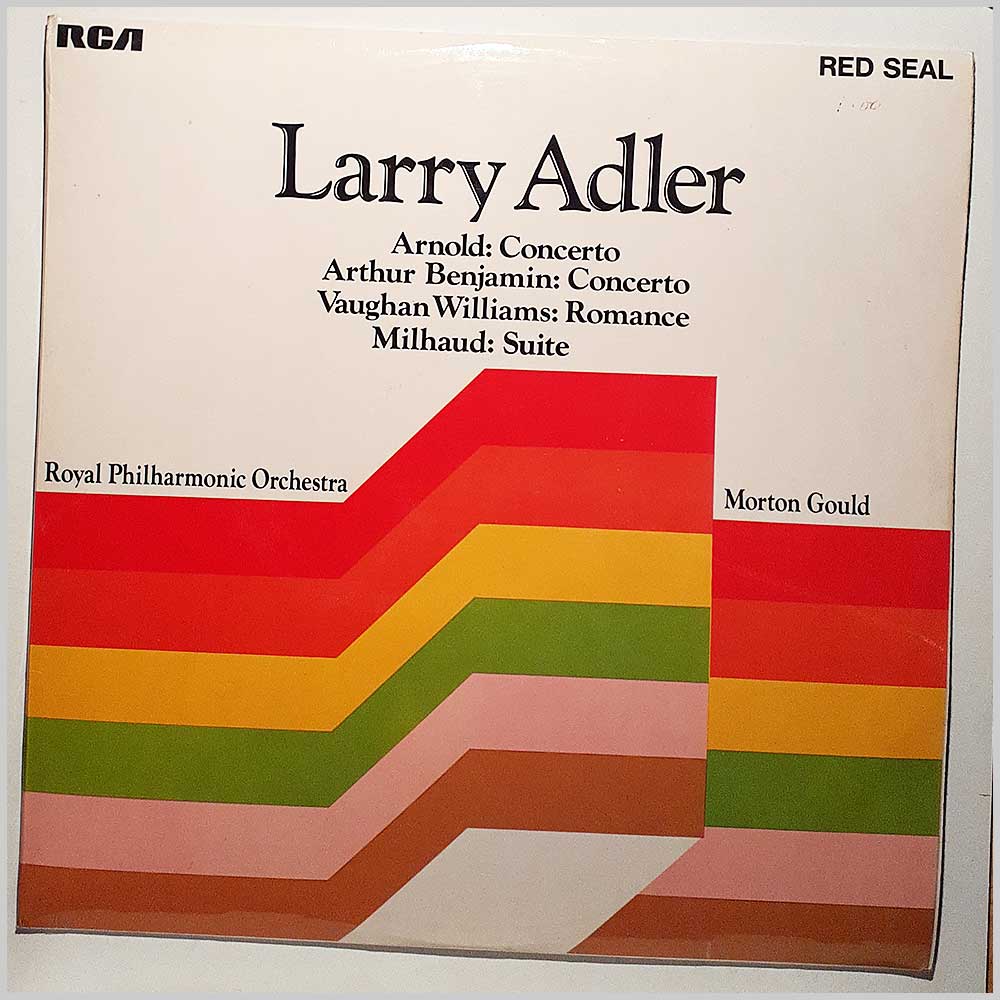 RCA
RED SEAL
Larry Adler
Arnold: Concerto
Arthur Benjamin: Concerto
Vaughan Williams: Romance
Milhaud: Suite
Royal Philharmonic Orchestra
Morton Gould